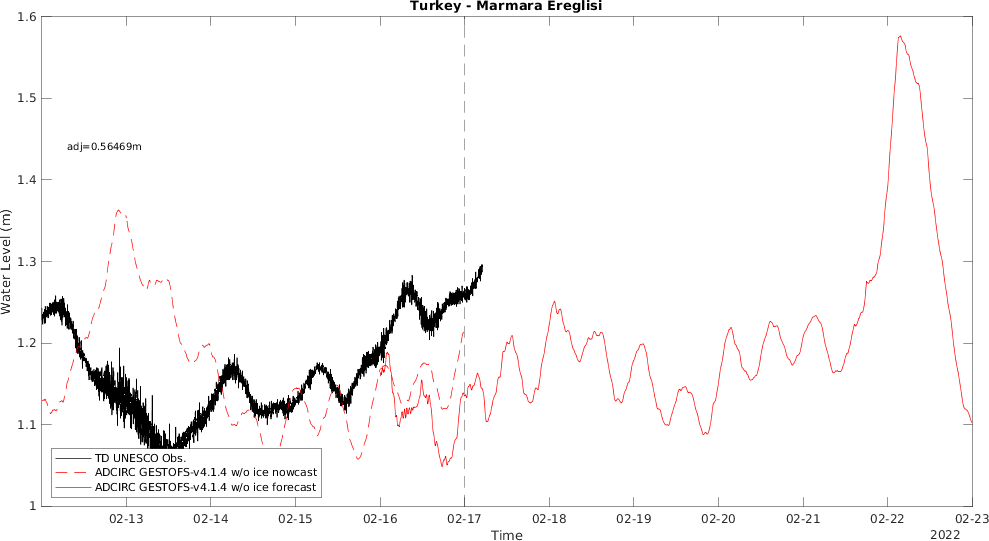 Turkey - Marmara Ereglisi
1.6
1.5
1.4
1.3
1.2
1.1
1
Water Level (m)
adj=0.56469m
TD UNESCO Obs.
ADCIRC GESTOFS-v4.1.4 w/o ice nowcast
ADCIRC GESTOFS-v4.1.4 w/o ice forecast
02-13 02-14 02-15 02-16 02-17 02-18 02-19 02-20 02-21 02-22 02-23
Time
2022